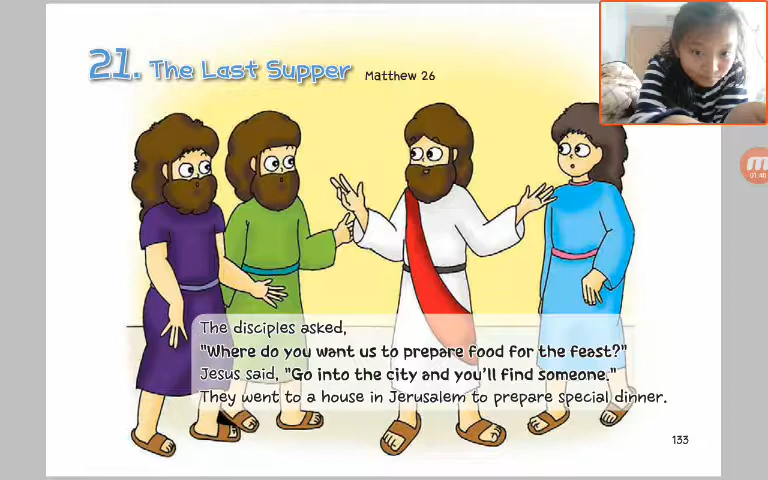 21. The Last Supper Matthew 26
The disciples asked,
"Where do you want us to prepare food for the feast?"
Jesus said, "Go into the city and you'll find someone."
They went to a house in Jerusalem to prepare special dinner.
133
M
01:40